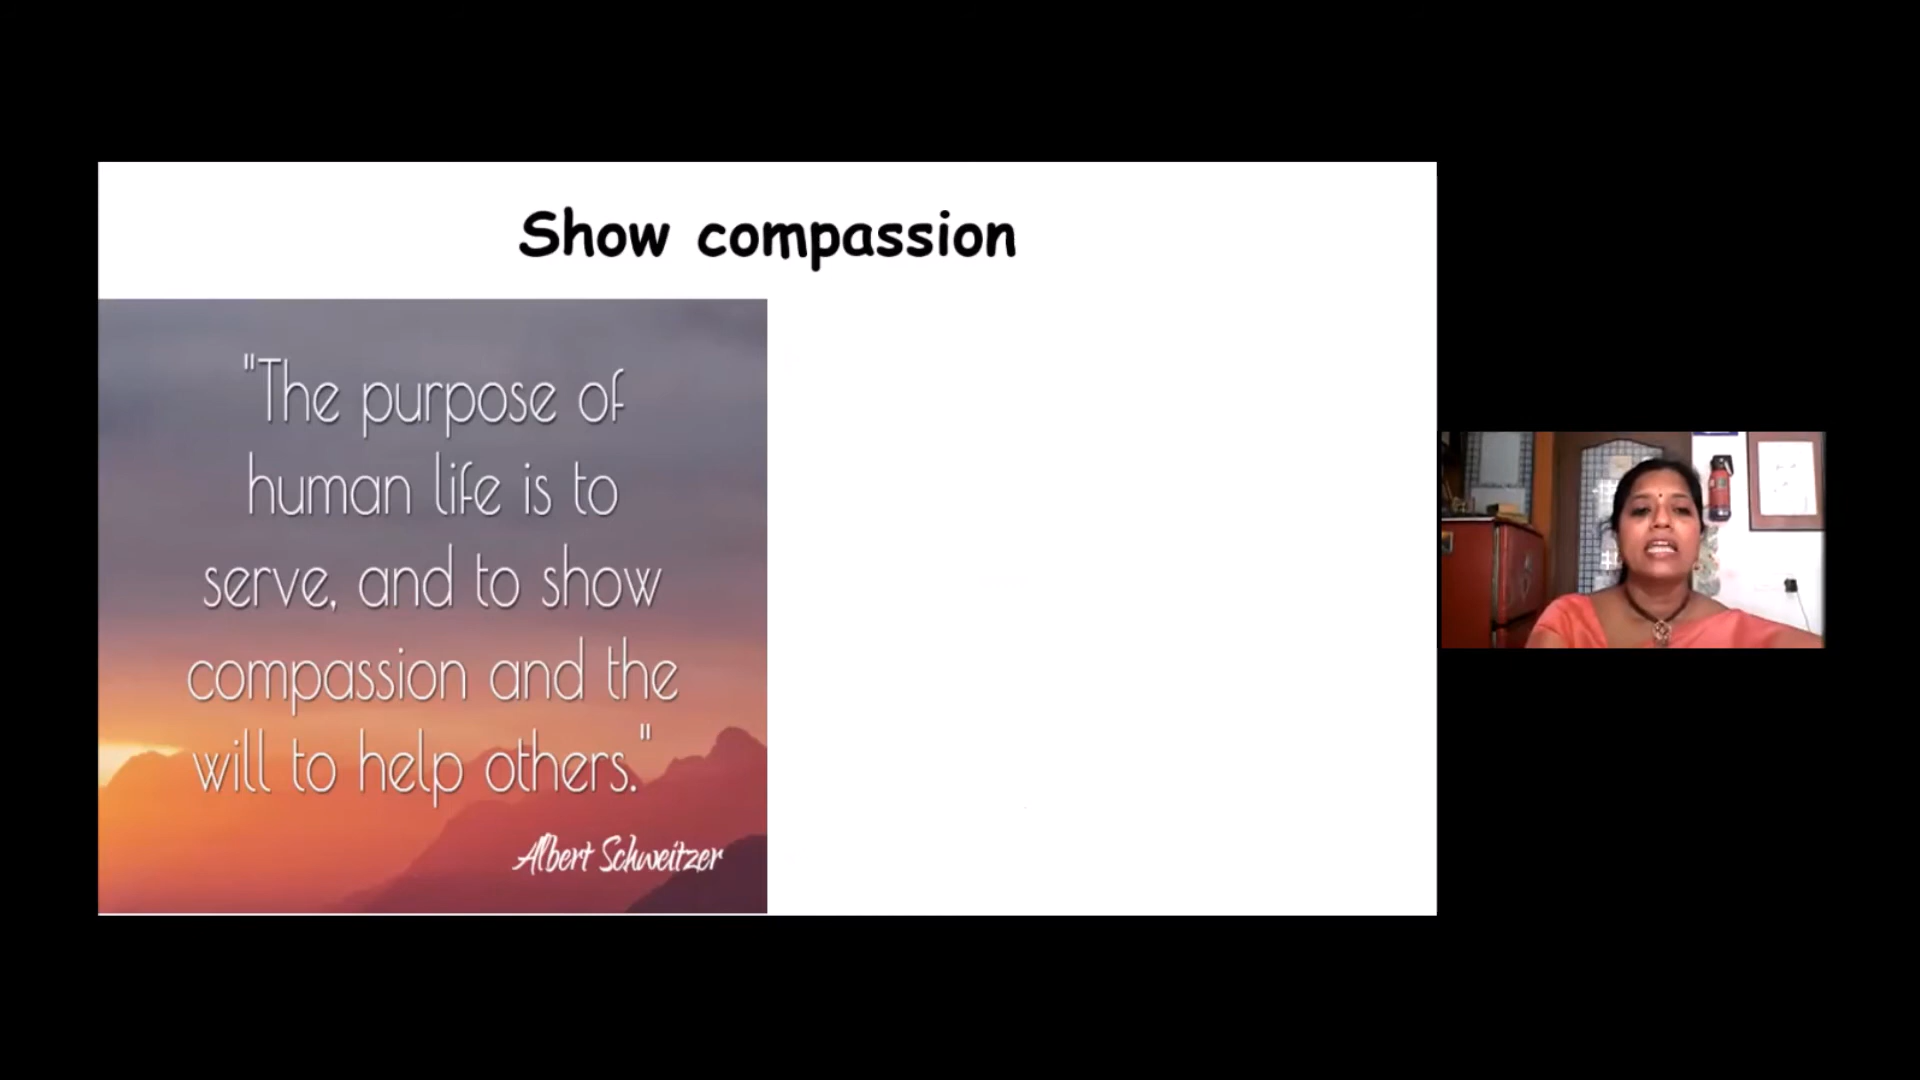 Show compassion
"The purpose of
human life is to
serve, and to show
compassion and the
will to help others."
Albert Schweitzer